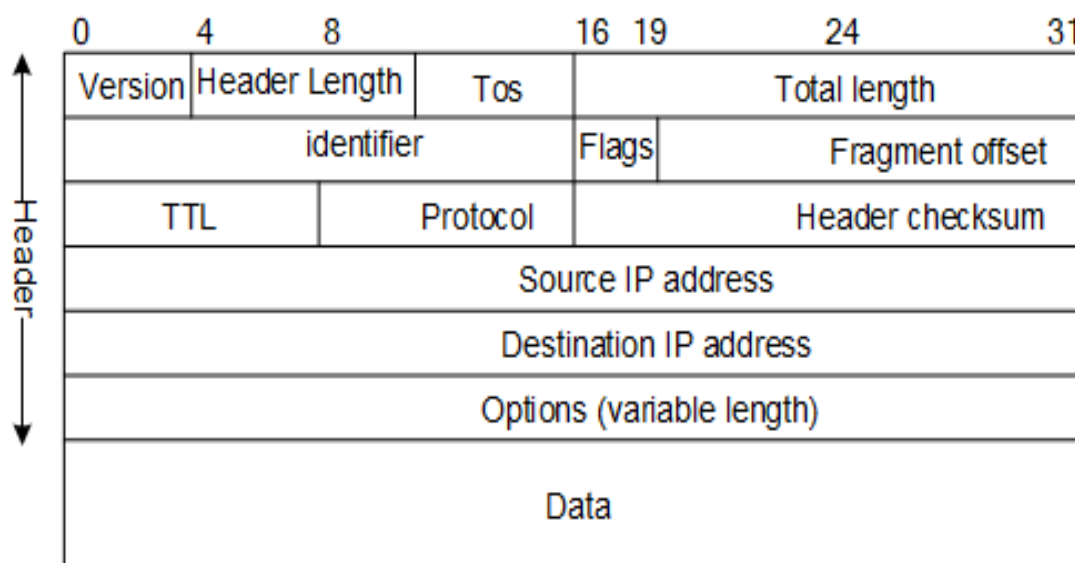 0 4 8 16 19 24 31
Version Header Length Tos Total length
identifier Flags Fragment offset
TTL Protocol Header checksum
Source IP address
Destination IP address
Options (variable length)
Data
Header